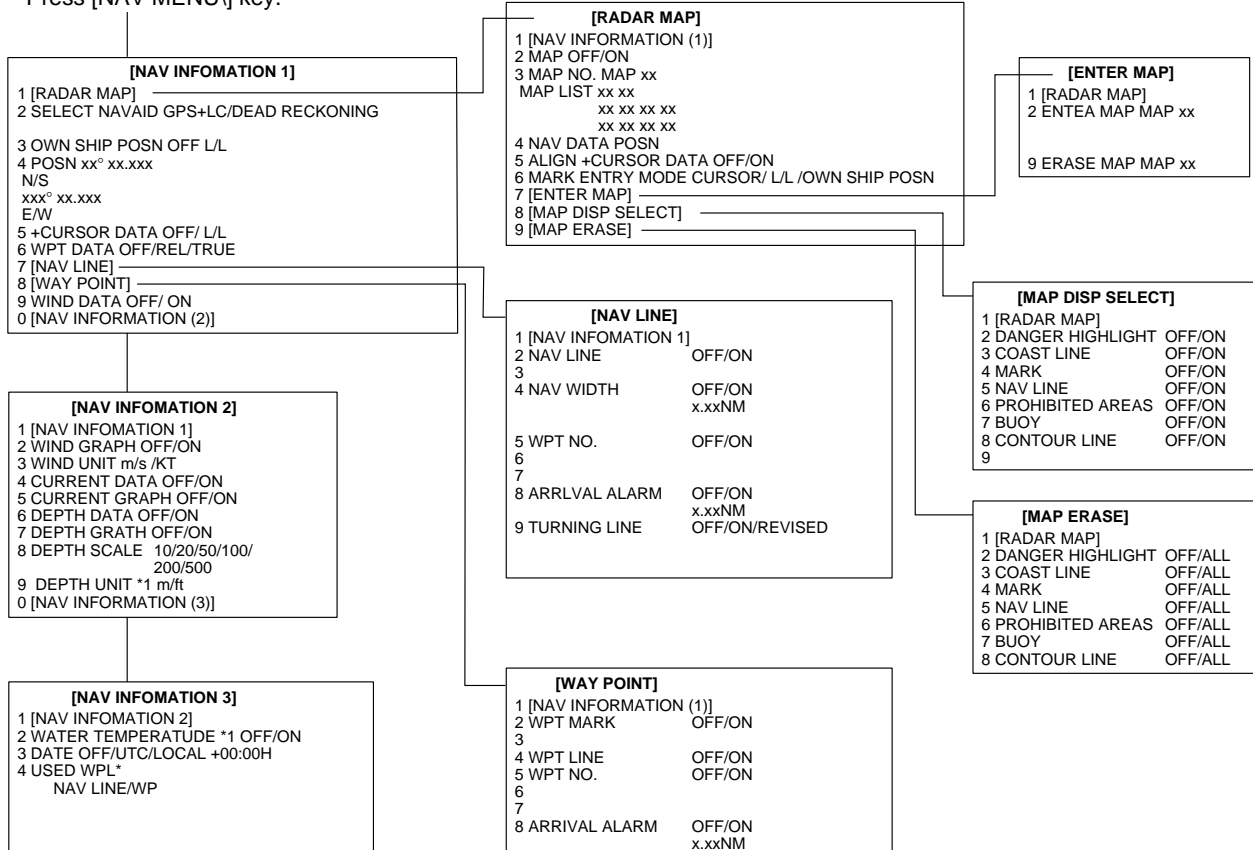 Press [NAV MENU\] key.
[NAV INFOMATION 1]
1 [RADAR MAP]
2 SELECT NAVAID GPS+LC/DEAD RECKONING
3 OWN SHIP POSN OFF L/L
4 POSN xx° xx.xxx
N/S
xxx° xx.xxx
E/W
5 +CURSOR DATA OFF/ L/L
6 WPT DATA OFF/REL/TRUE
7 [NAV LINE]
8 [WAY POINT]
9 WIND DATA OFF/ ON
0 [NAV INFORMATION (2)]
[NAV INFOMATION 2]
1 [NAV INFOMATION 1]
2 WIND GRAPH OFF/ON
3 WIND UNIT m/s /KT
4 CURRENT DATA OFF/ON
5 CURRENT GRAPH OFF/ON
6 DEPTH DATA OFF/ON
7 DEPTH GRATH OFF/ON
8 DEPTH SCALE 10/20/50/100/
200/500
9 DEPTH UNIT *1 m/ft
0 [NAV INFORMATION (3)]
[NAV INFOMATION 3]
1 [NAV INFOMATION 2]
2 WATER TEMPERATUDE *1 OFF/ON
3 DATE OFF/UTC/LOCAL +00:00H
4 USED WPL*
NAV LINE/WP
[RADAR MAP]
1 [NAV INFORMATION (1)]
2 MAP OFF/ON
3 MAP NO. MAP xx
MAP LIST xx xx
xx xx xx xx
xx xx xx xx
4 NAV DATA POSN
5 ALIGN +CURSOR DATA OFF/ON
6 MARK ENTRY MODE CURSOR/ L/L /OWN SHIP POSN
7 [ENTER MAP]
8 [MAP DISP SELECT]
9 [MAP ERASE]
[NAV LINE]
1 [NAV INFOMATION 1]
2 NAV LINE OFF/ON
3
4 NAV WIDTH OFF/ON
x.xxNM
5 WPT NO. OFF/ON
6
7
8 ARRLVAL ALARM OFF/ON
x.xxNM
9 TURNING LINE OFF/ON/REVISED
[WAY POINT]
1 [NAV INFORMATION (1)]
2 WPT MARK OFF/ON
3
4 WPT LINE OFF/ON
5 WPT NO. OFF/ON
6
7
8 ARRIVAL ALARM OFF/ON
x.xxNM
[ENTER MAP]
1 [RADAR MAP]
2 ENTEA MAP MAP xx
9 ERASE MAP MAP xx
[MAP DISP SELECT]
1 [RADAR MAP]
2 DANGER HIGHLIGHT OFF/ON
3 COAST LINE OFF/ON
4 MARK OFF/ON
5 NAV LINE OFF/ON
6 PROHIBITED AREAS OFF/ON
7 BUOY OFF/ON
8 CONTOUR LINE OFF/ON
9
[MAP ERASE]
1 [RADAR MAP]
2 DANGER HIGHLIGHT OFF/ALL
3 COAST LINE OFF/ALL
4 MARK OFF/ALL
5 NAV LINE OFF/ALL
6 PROHIBITED AREAS OFF/ALL
7 BUOY OFF/ALL
8 CONTOUR LINE OFF/ALL